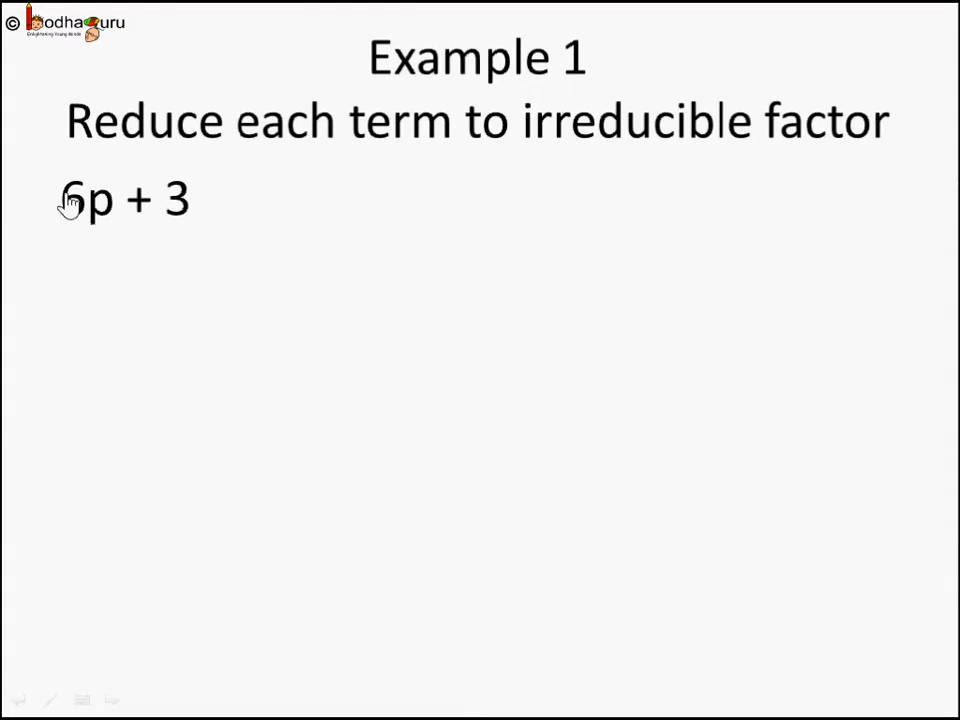 © bodhaguru
Example 1
Reduce each term to irreducible factor
6p + 3